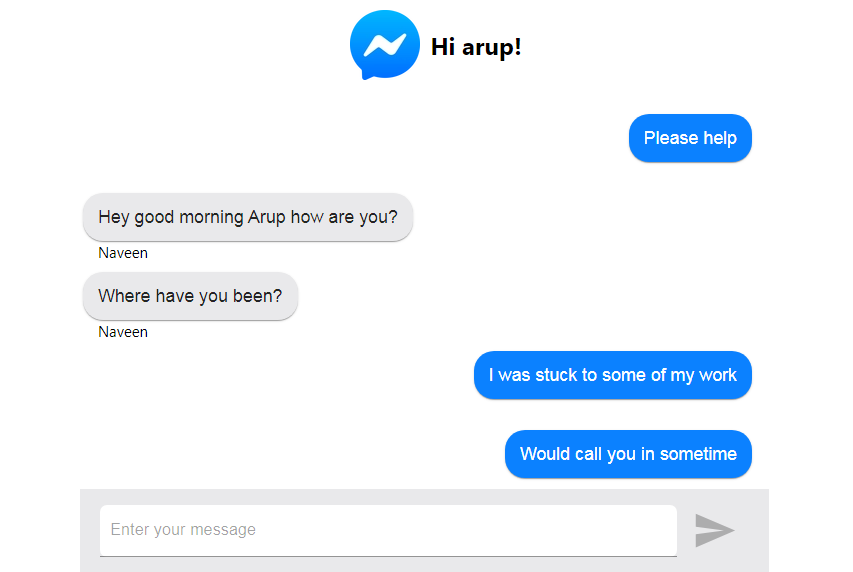 Hi arup!
Please help
Hey good morning Arup how are you?
Naveen
Where have you been?
Naveen
I was stuck to some of my work
Would call you in sometime
Enter your message